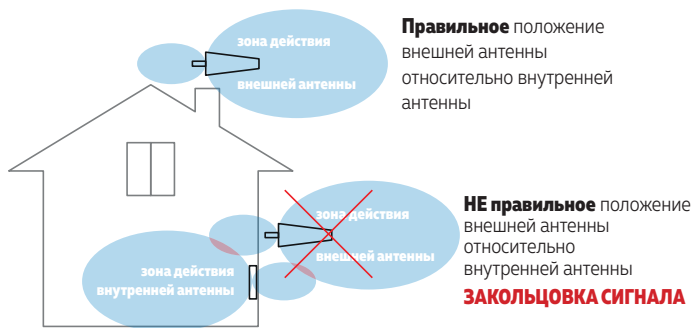 зона действия
внешней антенны
Правильное положение
внешней антенны
относительно внутренней
антенны
зона действия
внешней антенны
НЕ правильное положение
внешней антенны
относительно
внутренней антенны
ЗАКОЛЬЦОВКА СИГНАЛА
зона действия
внутренней антенны